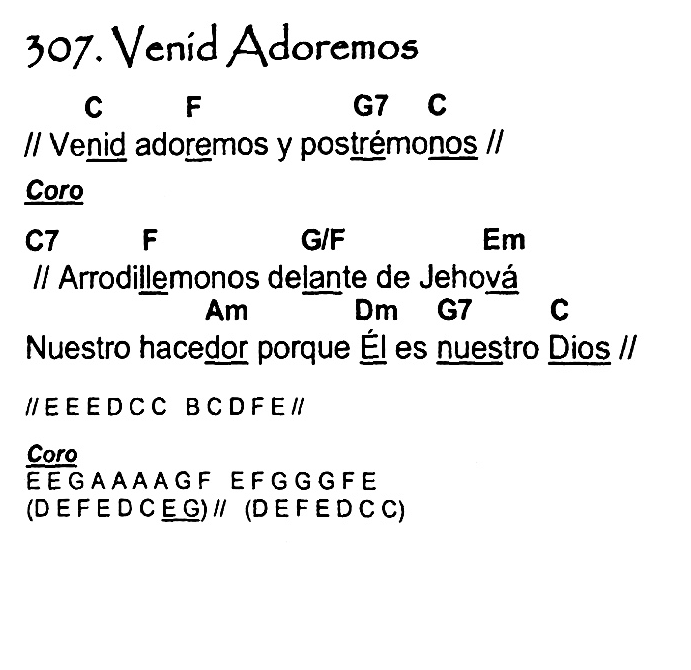 307. Venid Adoremos
C F G7 C
// Venid adoremos y postrémonos //
Coro
C7 F G/F Em
// Arrodillemonos delante de Jehová
Am Dm G7 C
Nuestro hacedor porque Él es nuestro Dios //
//E E E D C C B C D F E//
Coro
E E G A A A A G F E F G G G F E
(D E F E D C E G) // (D E F E D C C)